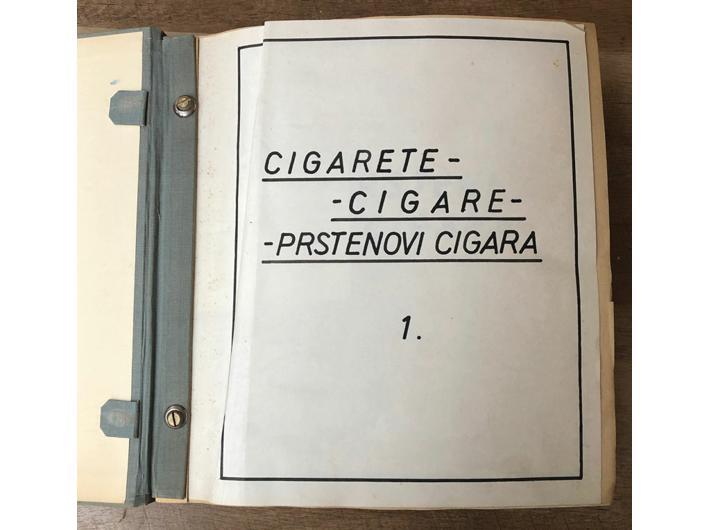 CIGARETE -
- CIGARE -
- PRSTENOVI CIGARA
1.